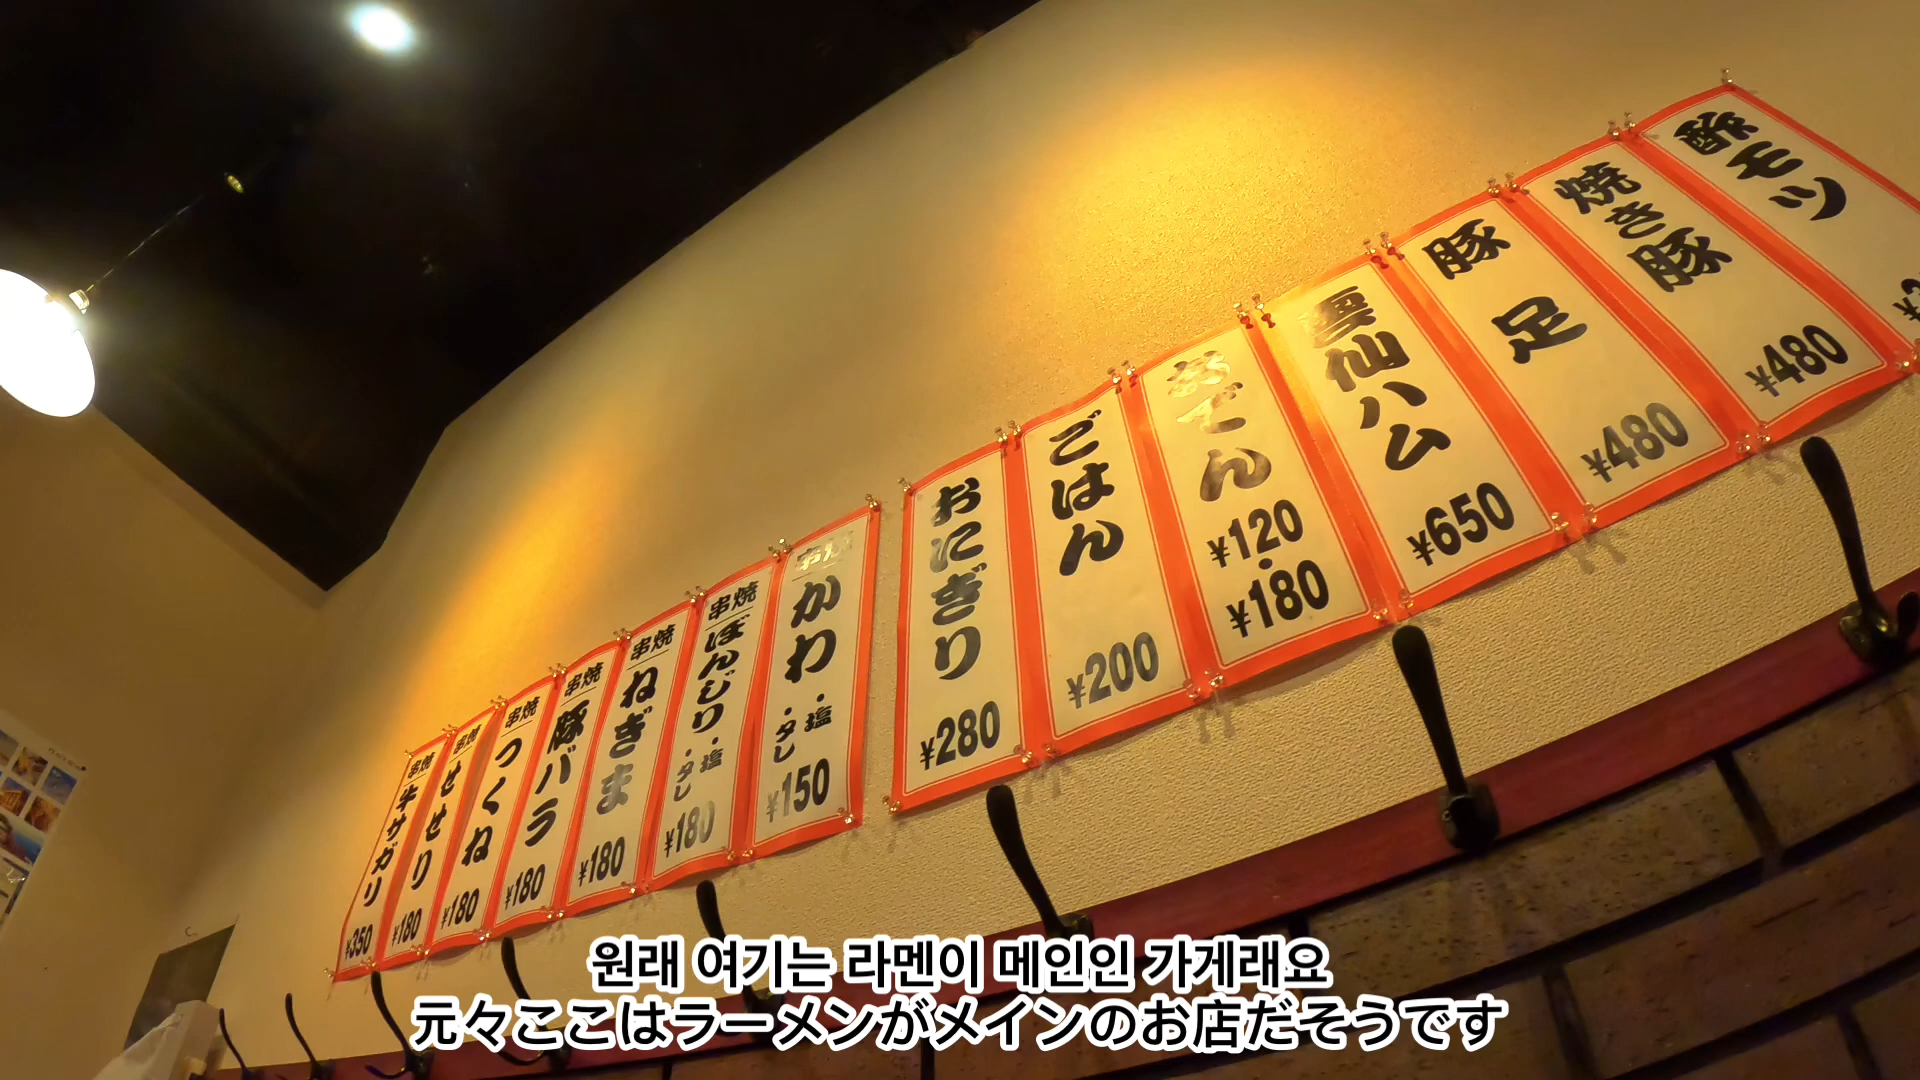 串焼
牛サガリ
¥350
串焼
せせり
¥180
串焼
つくね
¥180
串焼
豚バラ
¥180
串焼
ねぎま
¥180
串焼
ぼんじり・塩
・タレ
¥180
串焼
かわ・塩
・タレ
¥150
おにぎり
¥280
ごはん
¥200
おでん
¥120
・
¥180
雲仙ハム
¥650
豚足
¥480
焼き豚
¥480
酢モツ
원래 여기는 라멘이 메인인 가게래요
元々ここはラーメンがメインのお店だそうです